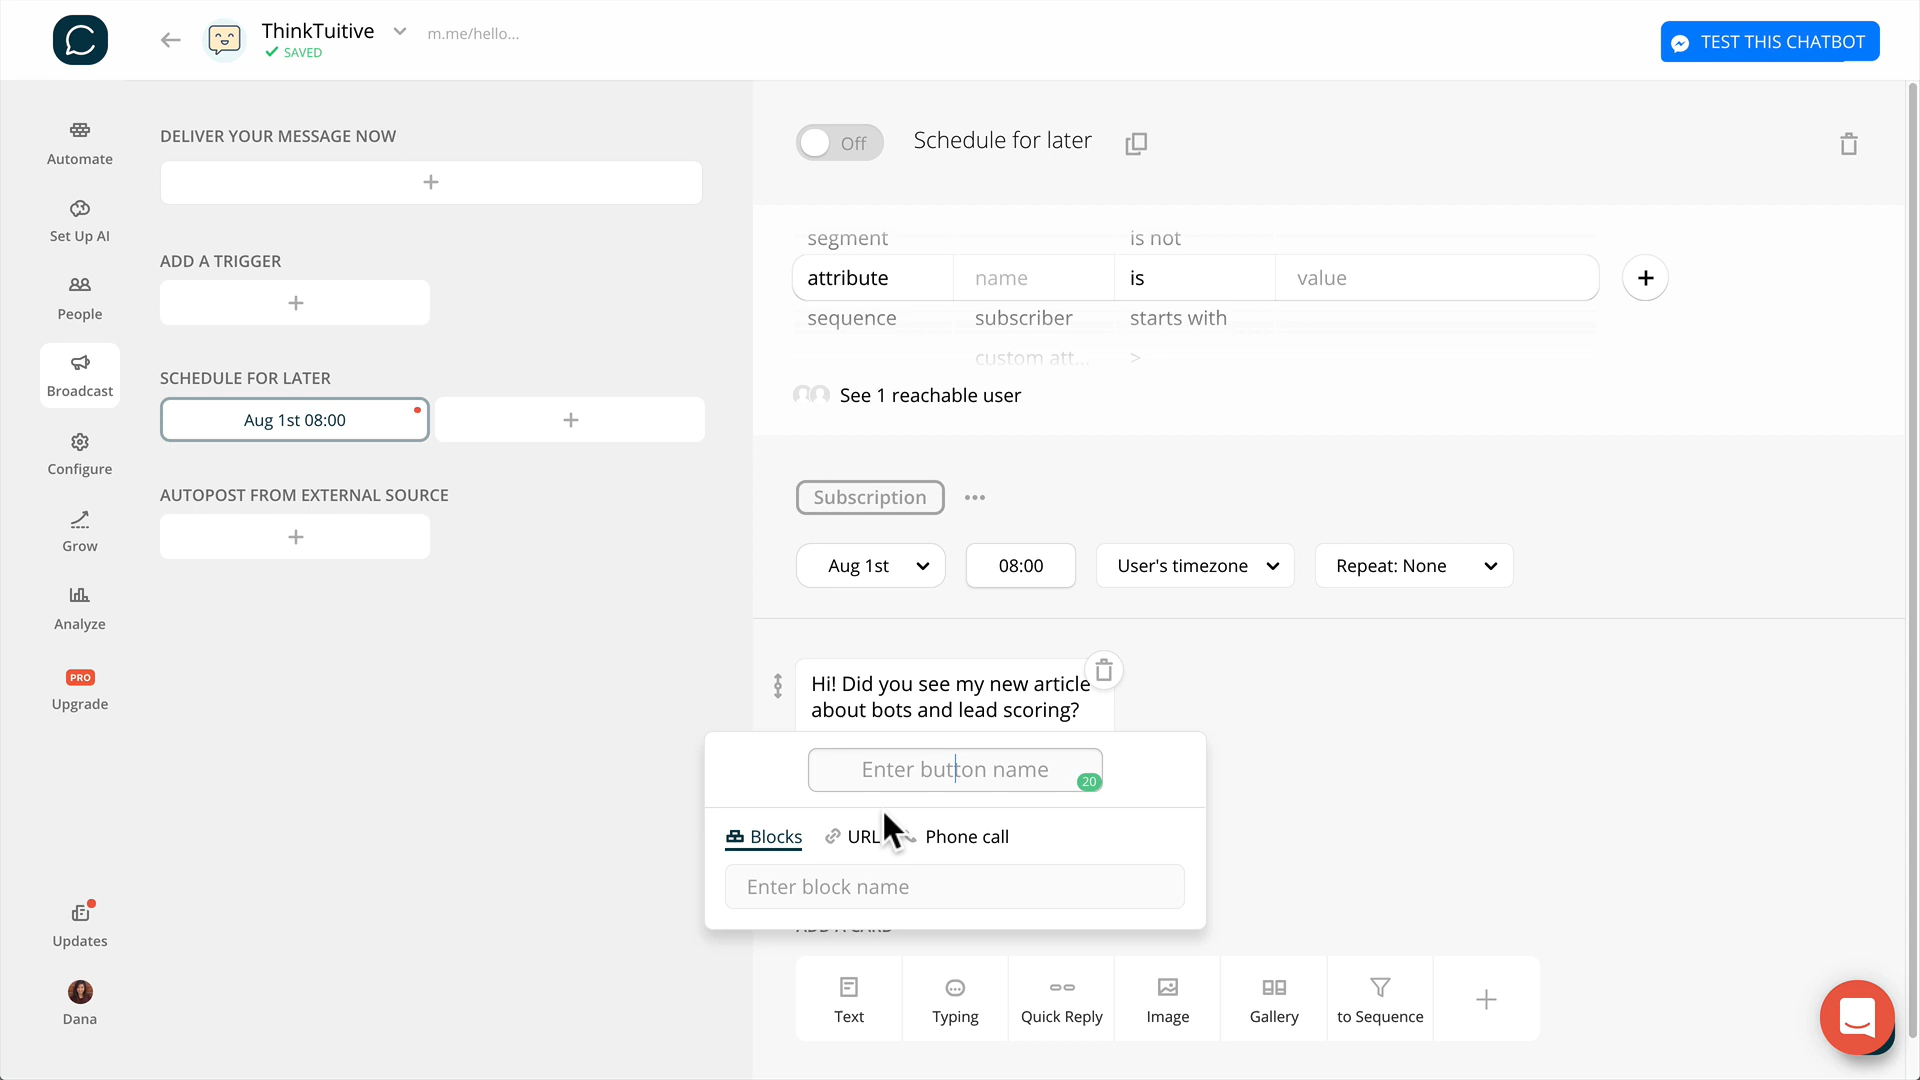 ThinkTuitive
m.me/hello...
SAVED
TEST THIS CHATBOT
Automate
Set Up AI
People
Broadcast
Configure
Grow
Analyze
PRO
Upgrade
Updates
Dana
DELIVER YOUR MESSAGE NOW
+
ADD A TRIGGER
+
SCHEDULE FOR LATER
Aug 1st 08:00
+
AUTOPOST FROM EXTERNAL SOURCE
+
Off
Schedule for later
segment is not
attribute name is value +
sequence subscriber starts with
custom att... >
See 1 reachable user
Subscription
Aug 1st 08:00 User's timezone Repeat: None
Hi! Did you see my new article
about bots and lead scoring?
Enter button name
20
Blocks URL Phone call
Enter block name
ADD A CARD
Text Typing Quick Reply Image Gallery to Sequence +